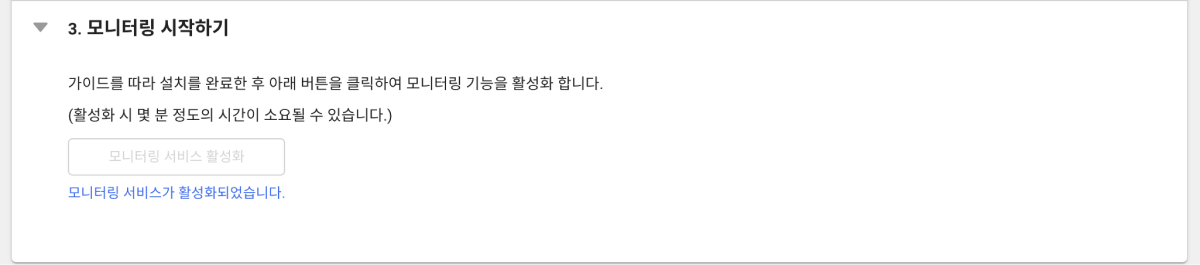 3. 모니터링 시작하기
가이드를 따라 설치를 완료한 후 아래 버튼을 클릭하여 모니터링 기능을 활성화 합니다.
(활성화 시 몇 분 정도의 시간이 소요될 수 있습니다.)
모니터링 서비스 활성화
모니터링 서비스가 활성화되었습니다.